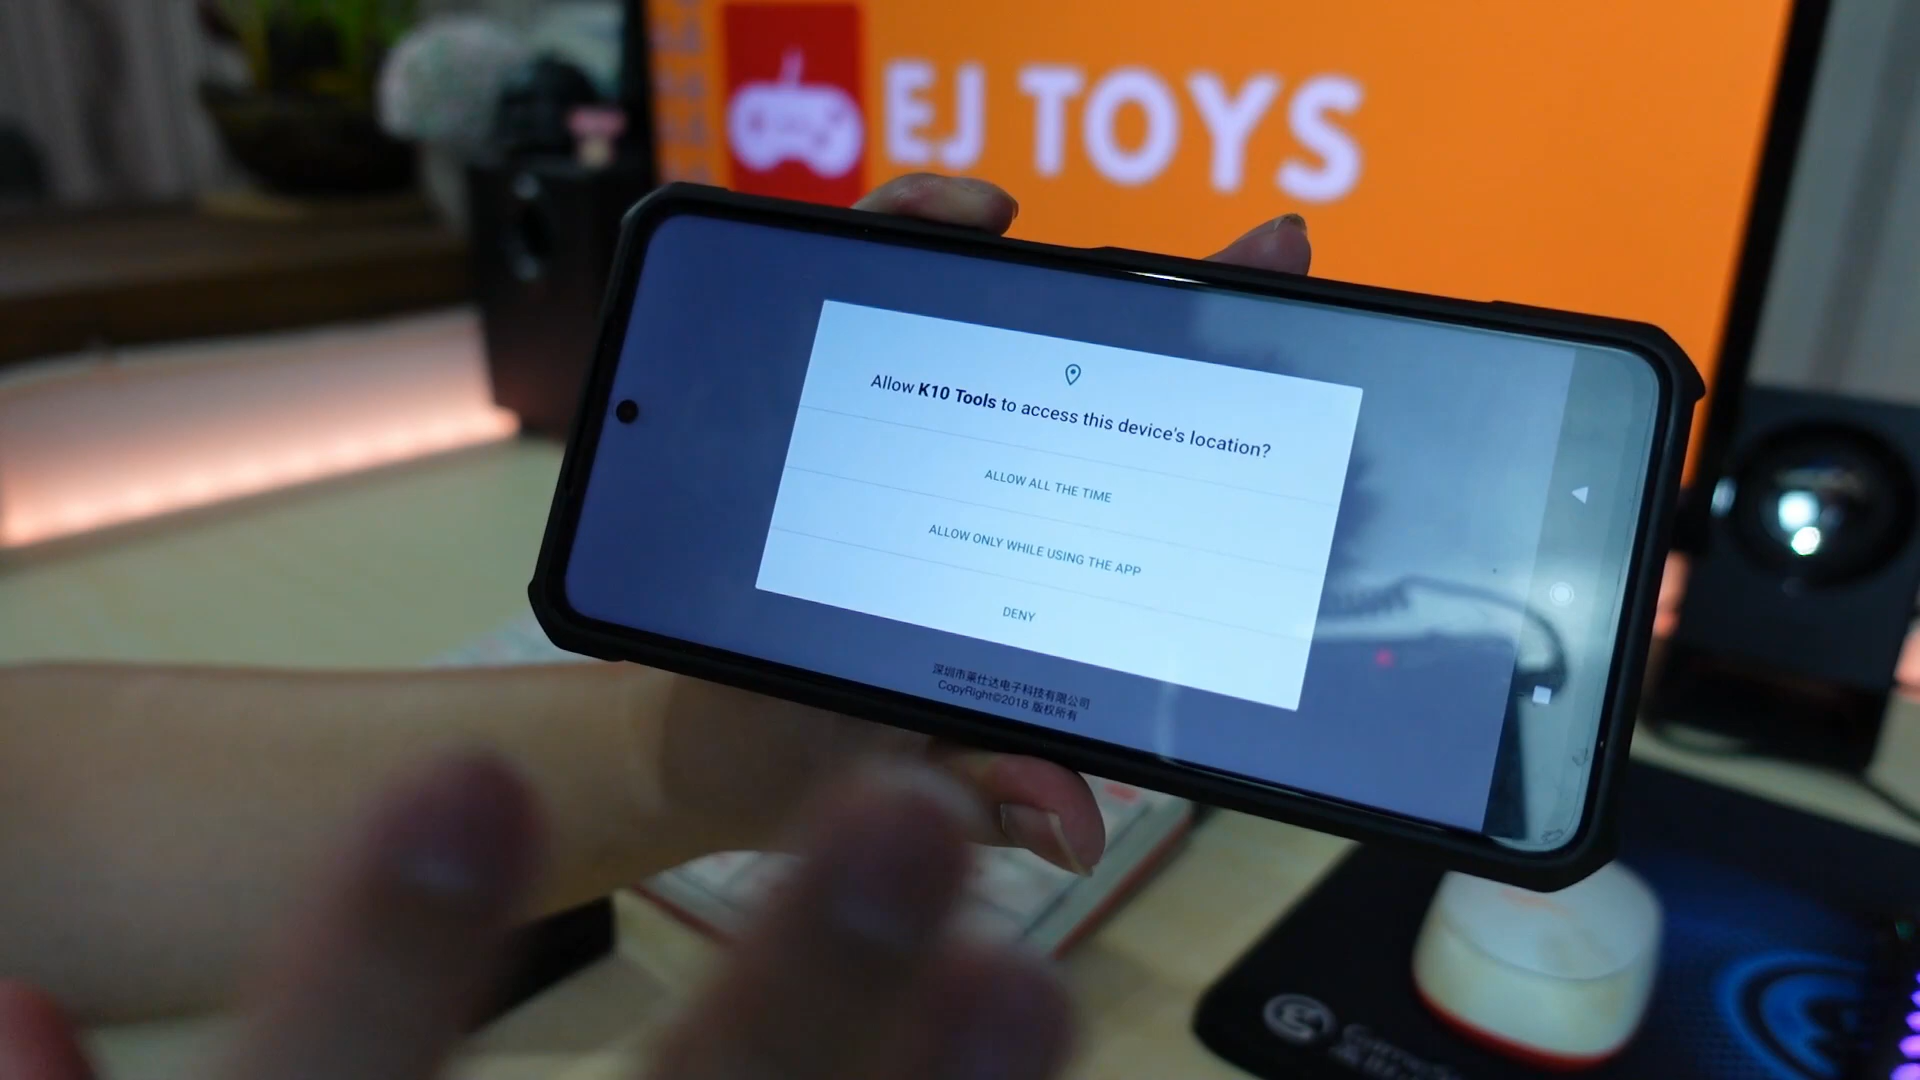 EJ TOYS
Allow K10 Tools to access this device's location?
ALLOW ALL THE TIME
ALLOW ONLY WHILE USING THE APP
DENY
深圳市莱仕达电子科技有限公司
CopyRight©2018 版权所有